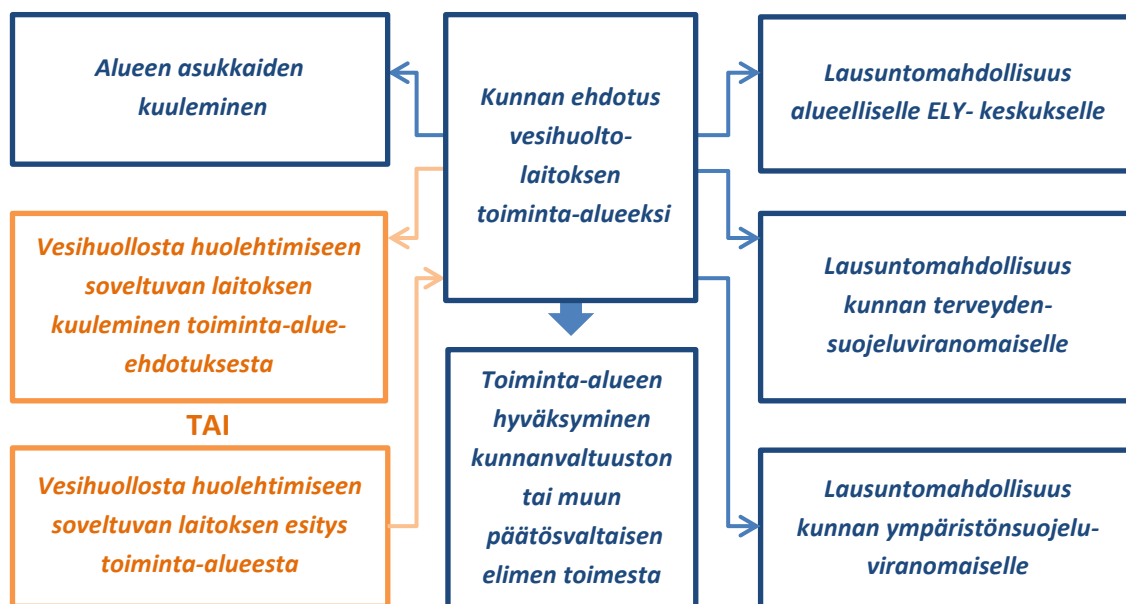 Alueen asukkaiden
kuuleminen
Vesihuollosta huolehtimiseen
soveltuvan laitoksen
kuuleminen toiminta-alue-
ehdotuksesta
TAI
Vesihuollosta huolehtimiseen
soveltuvan laitoksen esitys
toiminta-alueesta
Kunnan ehdotus
vesihuolto-
laitoksen
toiminta-alueeksi
Toiminta-alueen
hyväksyminen
kunnanvaltuuston
tai muun
päätösvaltaisen
elimen toimesta
Lausuntomahdollisuus
alueelliselle ELY- keskukselle
Lausuntomahdollisuus
kunnan terveyden-
suojeluviranomaiselle
Lausuntomahdollisuus
kunnan ympäristönsuojelu-
viranomaiselle